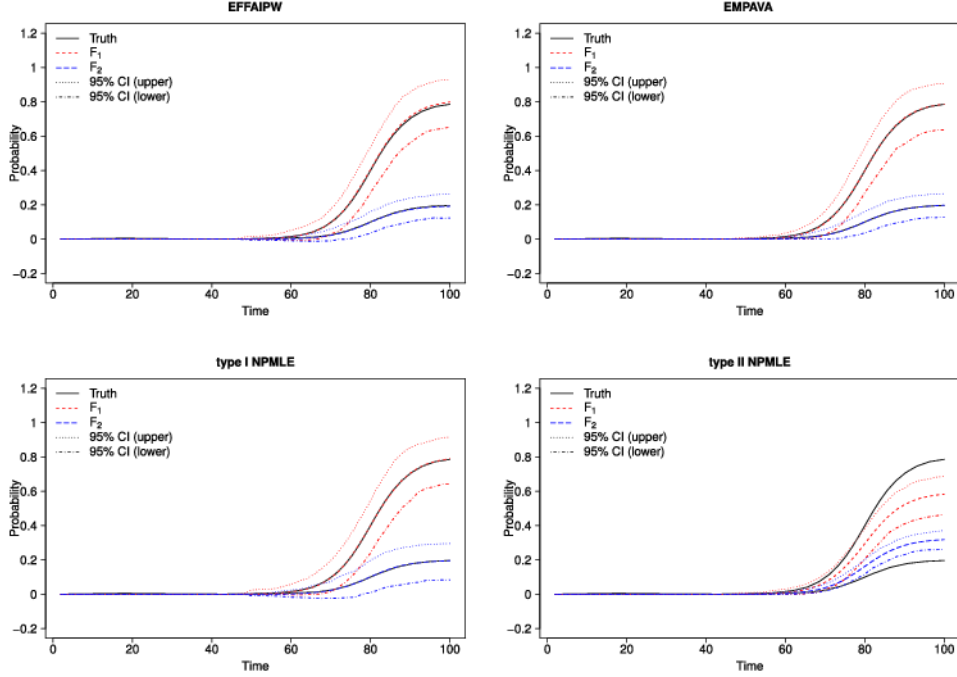 EFFAIPW
1.2
1
0.8
0.6
0.4
0.2
0
−0.2
Probability
Truth
F1
F2
95% CI (upper)
95% CI (lower)
0 20 40 60 80 100
Time
EMPAVA
1.2
1
0.8
0.6
0.4
0.2
0
−0.2
Probability
Truth
F1
F2
95% CI (upper)
95% CI (lower)
0 20 40 60 80 100
Time
type I NPMLE
1.2
1
0.8
0.6
0.4
0.2
0
−0.2
Probability
Truth
F1
F2
95% CI (upper)
95% CI (lower)
0 20 40 60 80 100
Time
type II NPMLE
1.2
1
0.8
0.6
0.4
0.2
0
−0.2
Probability
Truth
F1
F2
95% CI (upper)
95% CI (lower)
0 20 40 60 80 100
Time